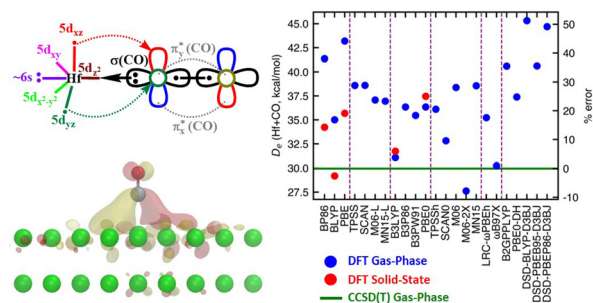 5d_xz
π*_y(CO)
5d_xy
σ(CO)
~6s
Hf
5d_z²
5d_x²-y²
π*_x(CO)
5d_yz
D_e (Hf+CO, kcal/mol)
45.0
42.5
40.0
37.5
35.0
32.5
30.0
27.5
50
40
30
20
10
0
-10
% error
BP86
BLYP
PBE
TPSS
SCAN
M06-L
MN15-L
B3LYP
B3P86
B3PW91
PBE0
TPSSh
SCAN0
M06
M06-2X
MN15
LRC-ωPBEh
ωB97X
B2GPPLYP
PBE0-DH
DSD-BLYP-D3BJ
DSD-PBEB95-D3BJ
DSD-PBEP86-D3BJ
DFT Gas-Phase
DFT Solid-State
CCSD(T) Gas-Phase